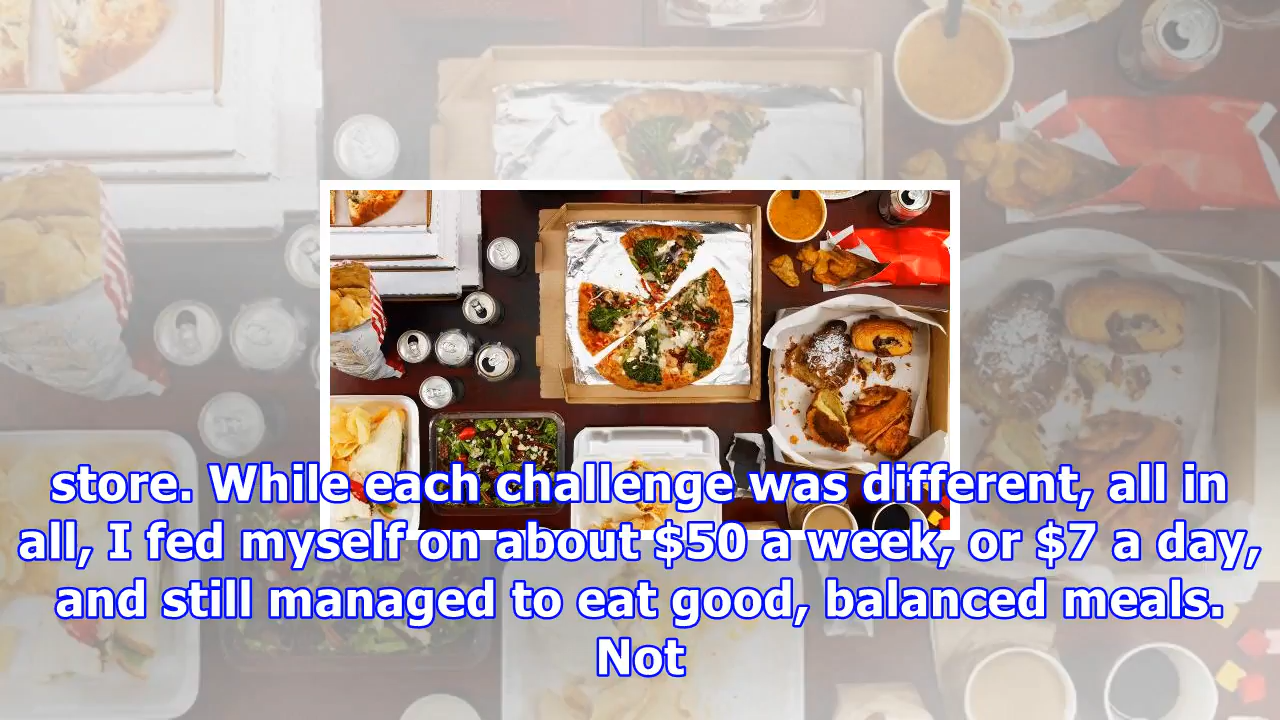 store. While each challenge was different, all in
all, I fed myself on about $50 a week, or $7 a day,
and still managed to eat good, balanced meals.
Not